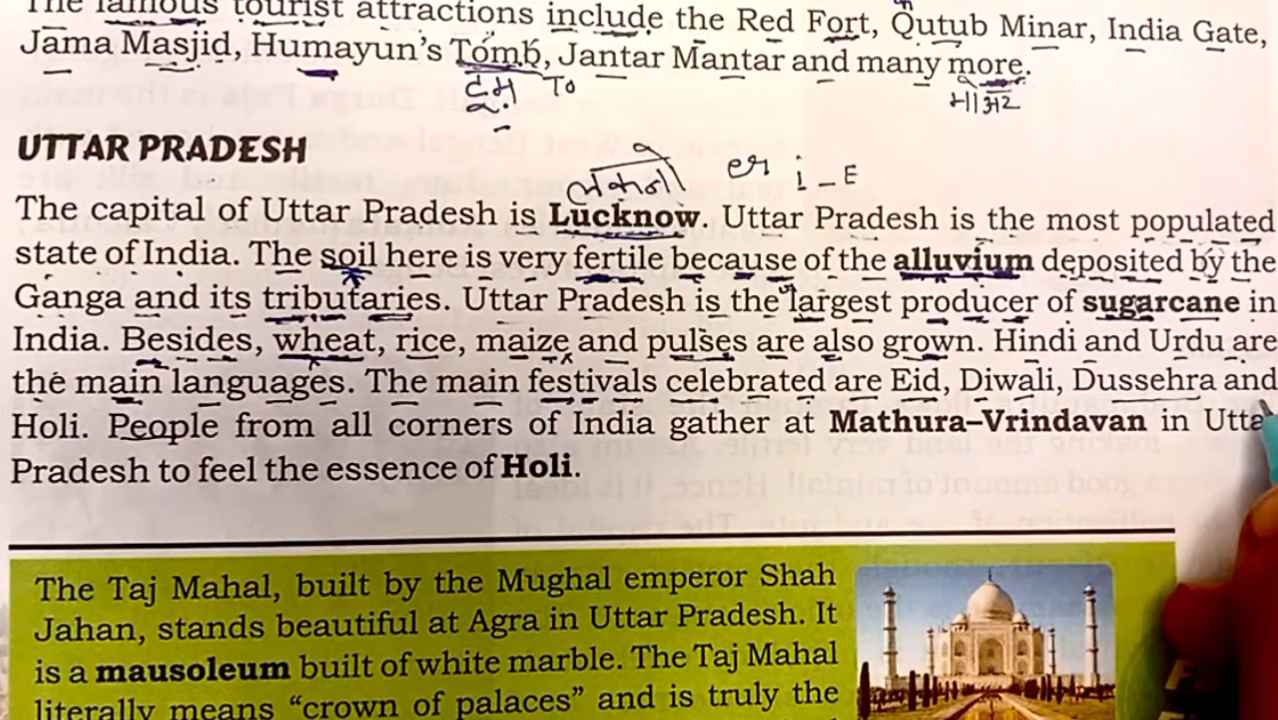 The famous tourist attractions include the Red Fort, Qutub Minar, India Gate,
Jama Masjid, Humayun's Tomb, Jantar Mantar and many more.
To
UTTAR PRADESH
i – E
The capital of Uttar Pradesh is Lucknow. Uttar Pradesh is the most populated
state of India. The soil here is very fertile because of the alluvium deposited by the
Ganga and its tributaries. Uttar Pradesh is the largest producer of sugarcane in
India. Besides, wheat, rice, maize and pulses are also grown. Hindi and Urdu are
the main languages. The main festivals celebrated are Eid, Diwali, Dussehra and
Holi. People from all corners of India gather at Mathura–Vrindavan in Utta
Pradesh to feel the essence of Holi.
The Taj Mahal, built by the Mughal emperor Shah
Jahan, stands beautiful at Agra in Uttar Pradesh. It
is a mausoleum built of white marble. The Taj Mahal
literally means “crown of palaces” and is truly the